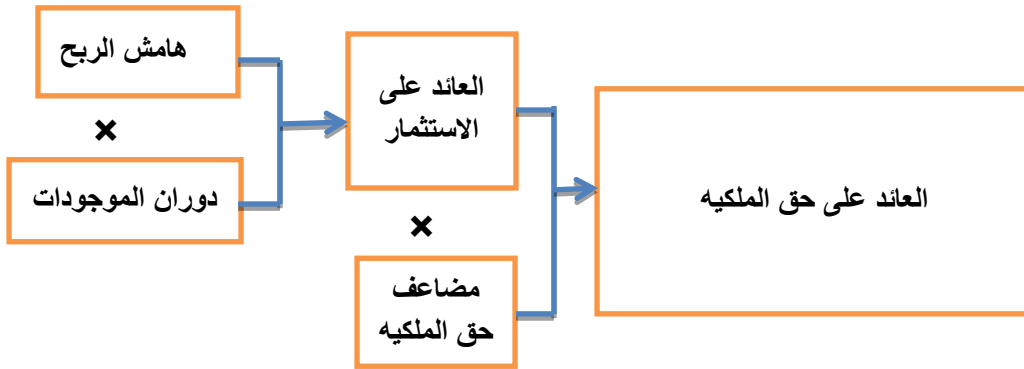 هامش الربح
×
دوران الموجودات
العائد على
الاستثمار
×
مضاعف
حق الملكيه
العائد على حق الملكيه